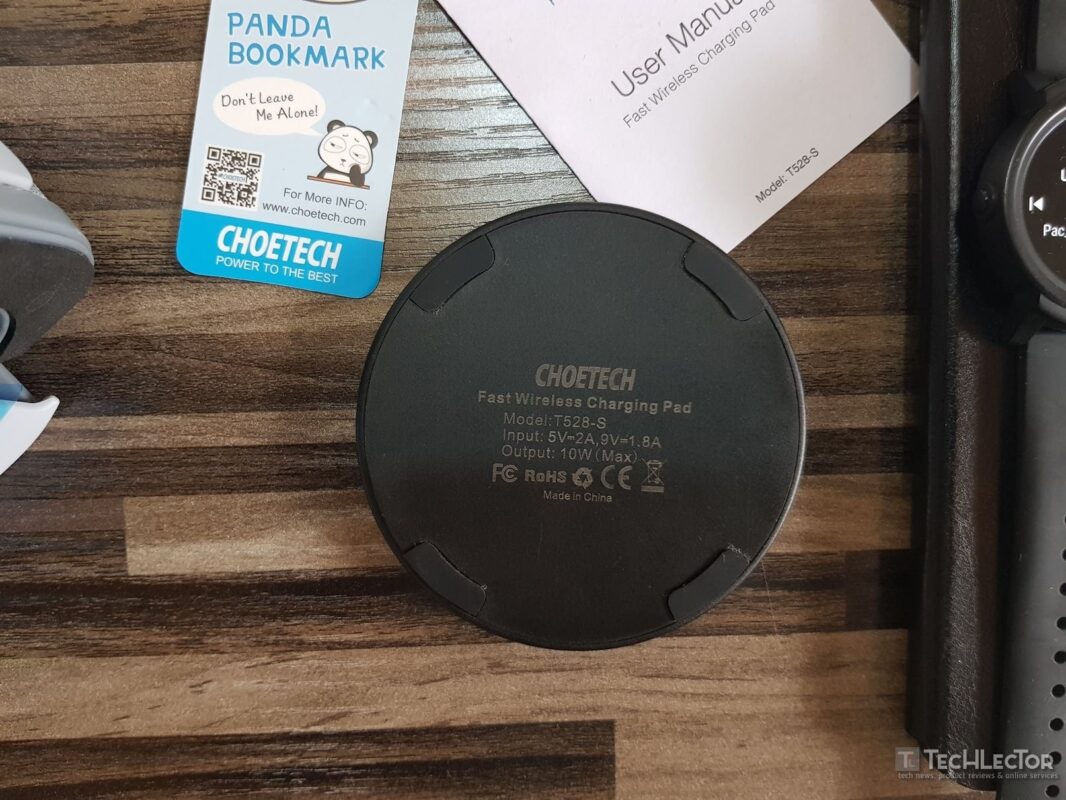 PANDA
BOOKMARK
Don't Leave
Me Alone!
CHOETECH
For More INFO:
www.choetech.com
CHOETECH
POWER TO THE BEST
User Manual
Fast Wireless Charging Pad
Model: T528-S
CHOETECH
Fast Wireless Charging Pad
Model:T528-S
Input: 5V=2A,9V=1.8A
Output: 10W(Max)
FC RoHS CE
Made in China
Pac
TECHLECTOR
tech news, product reviews & online services